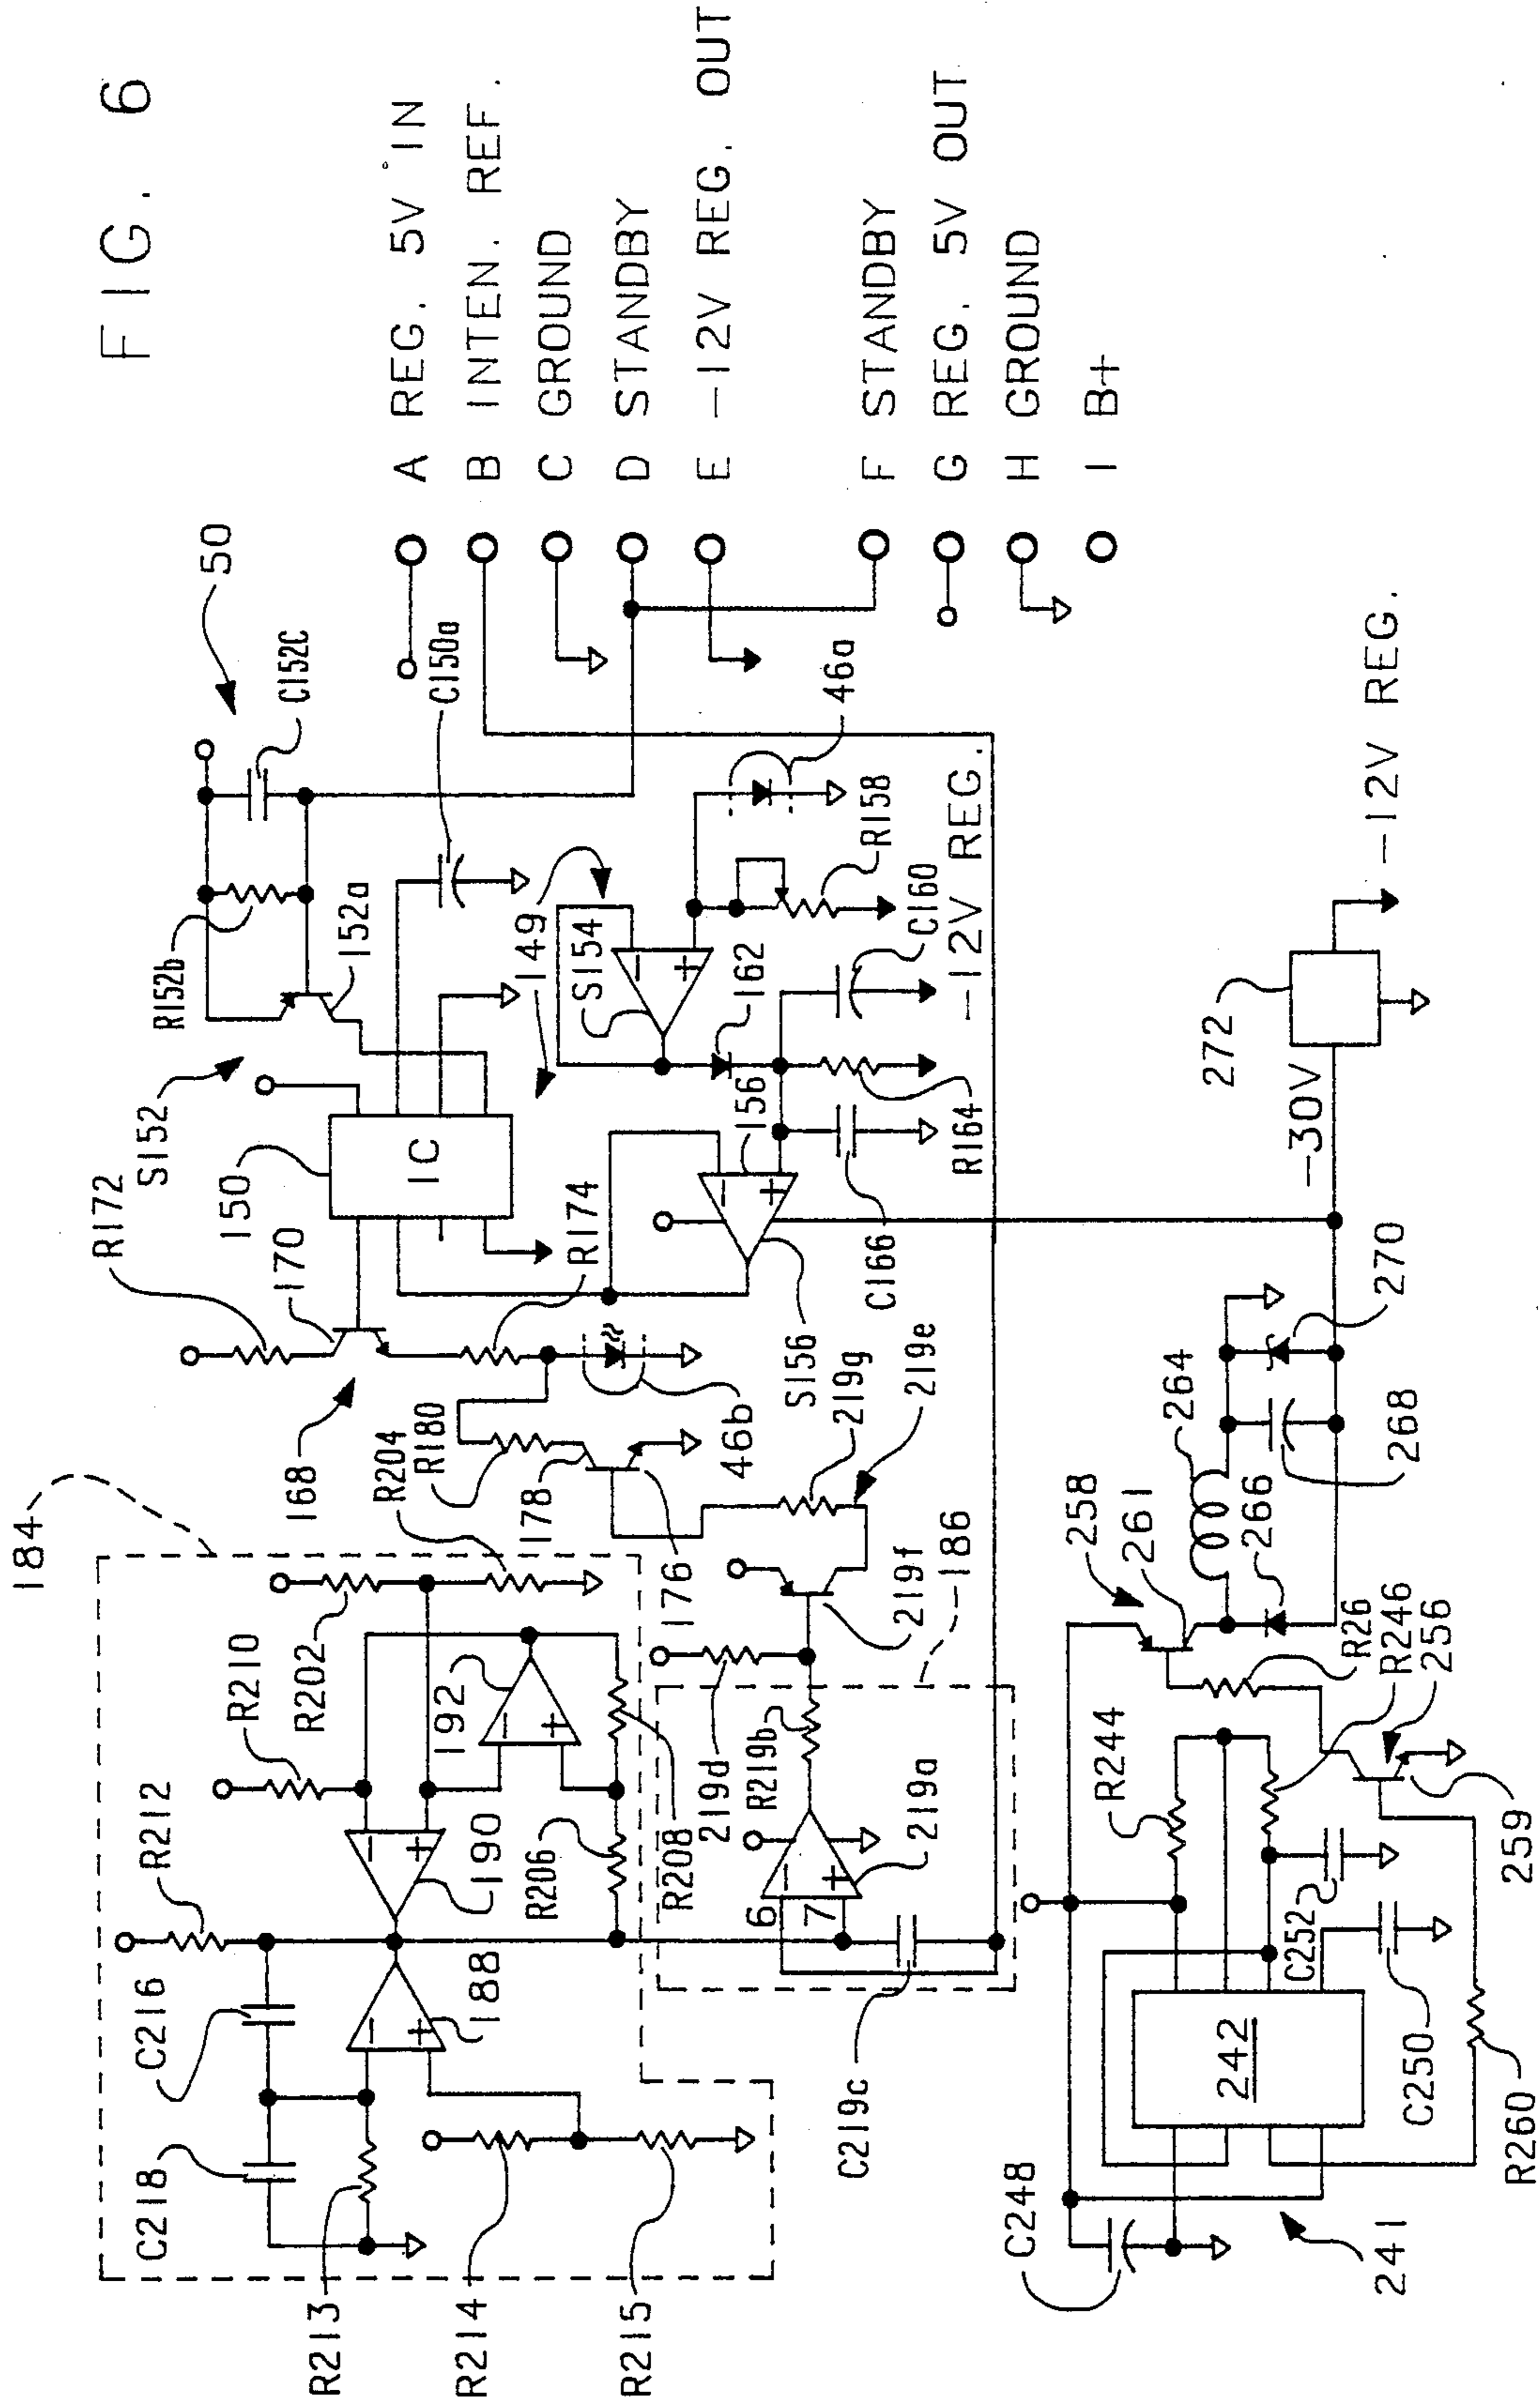 FIG. 6
50
A REG. 5V IN
B INTEN. REF.
C GROUND
D STANDBY
E -12V REG. OUT
F STANDBY
G REG. 5V OUT
H GROUND
I B+
C152C
R152b
152a
C150a
S152
150
IC
149
R172
170
168
R174
S154
162
46a
R158
C160
-12V REG.
156
R164
C166
S156
184
R204
R180
178
176
46b
219g
219e
219f
186
R202
R210
R212
192
190
R206
R208
188
C216
C218
R213
R214
R215
219d
R219b
219a
6
7
C219c
258
261
264
266
268
270
-30V
272
-12V REG.
R26
R246
256
259
R244
C252
C250
242
C248
241
R260